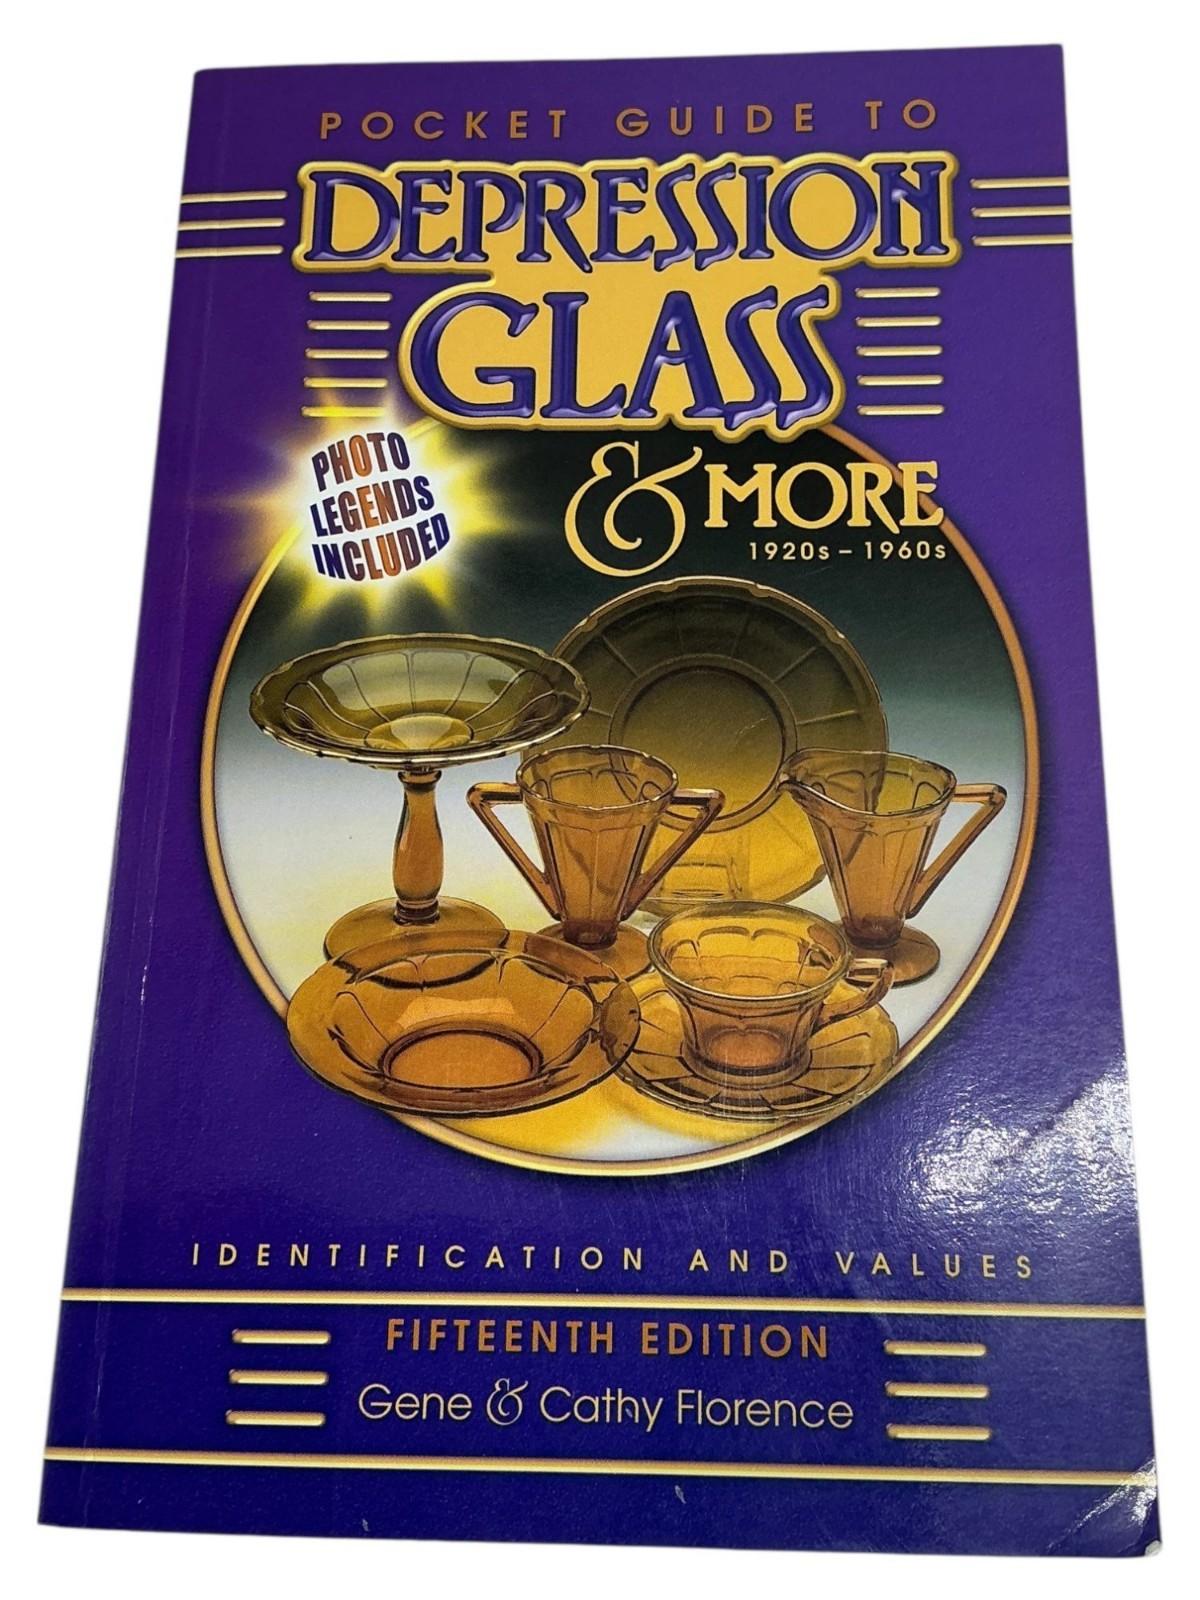 POCKET GUIDE TO
DEPRESSION
GLASS
& MORE
1920s – 1960s
PHOTO
LEGENDS
INCLUDED
IDENTIFICATION AND VALUES
FIFTEENTH EDITION
Gene & Cathy Florence